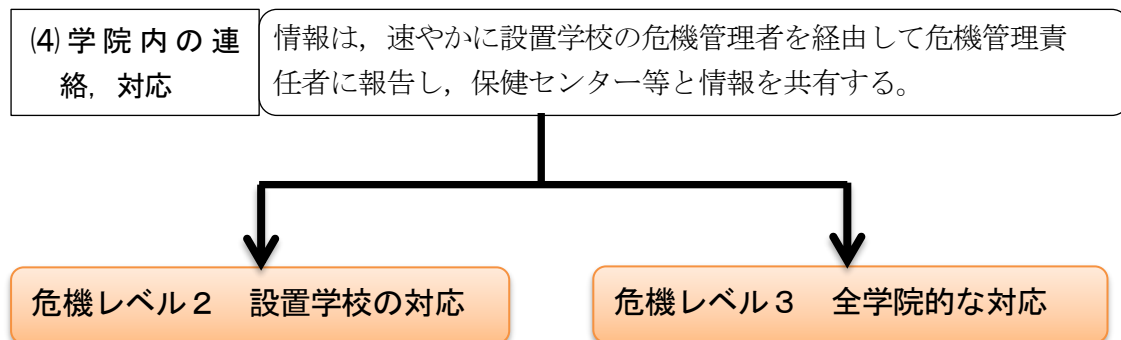 ⑷学院内の連
絡，対応
情報は，速やかに設置学校の危機管理者を経由して危機管理責
任者に報告し，保健センター等と情報を共有する。
危機レベル２　設置学校の対応
危機レベル３　全学院的な対応